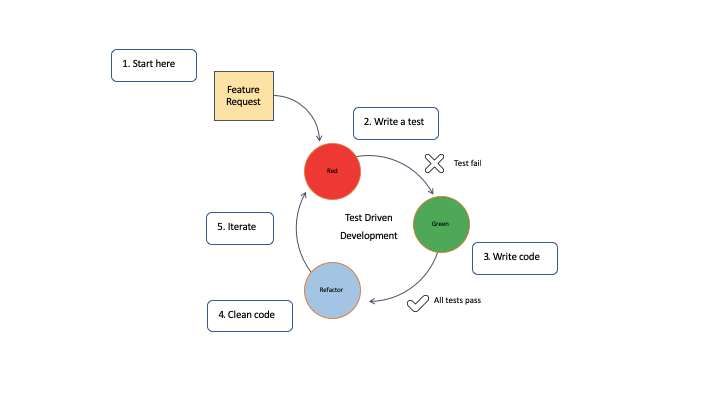 1. Start here
Feature
Request
2. Write a test
Test fail
Red
Test Driven
Development
Green
5. Iterate
3. Write code
Refactor
All tests pass
4. Clean code